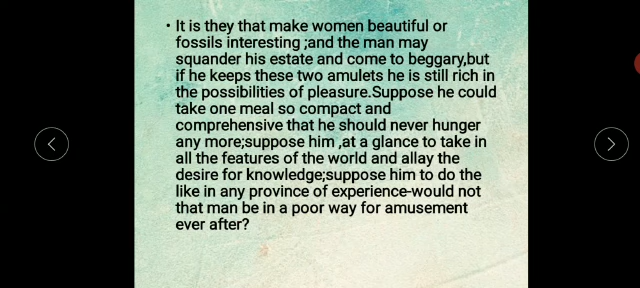 • It is they that make women beautiful or
fossils interesting ;and the man may
squander his estate and come to beggary,but
if he keeps these two amulets he is still rich in
the possibilities of pleasure.Suppose he could
take one meal so compact and
comprehensive that he should never hunger
any more;suppose him ,at a glance to take in
all the features of the world and allay the
desire for knowledge;suppose him to do the
like in any province of experience-would not
that man be in a poor way for amusement
ever after?